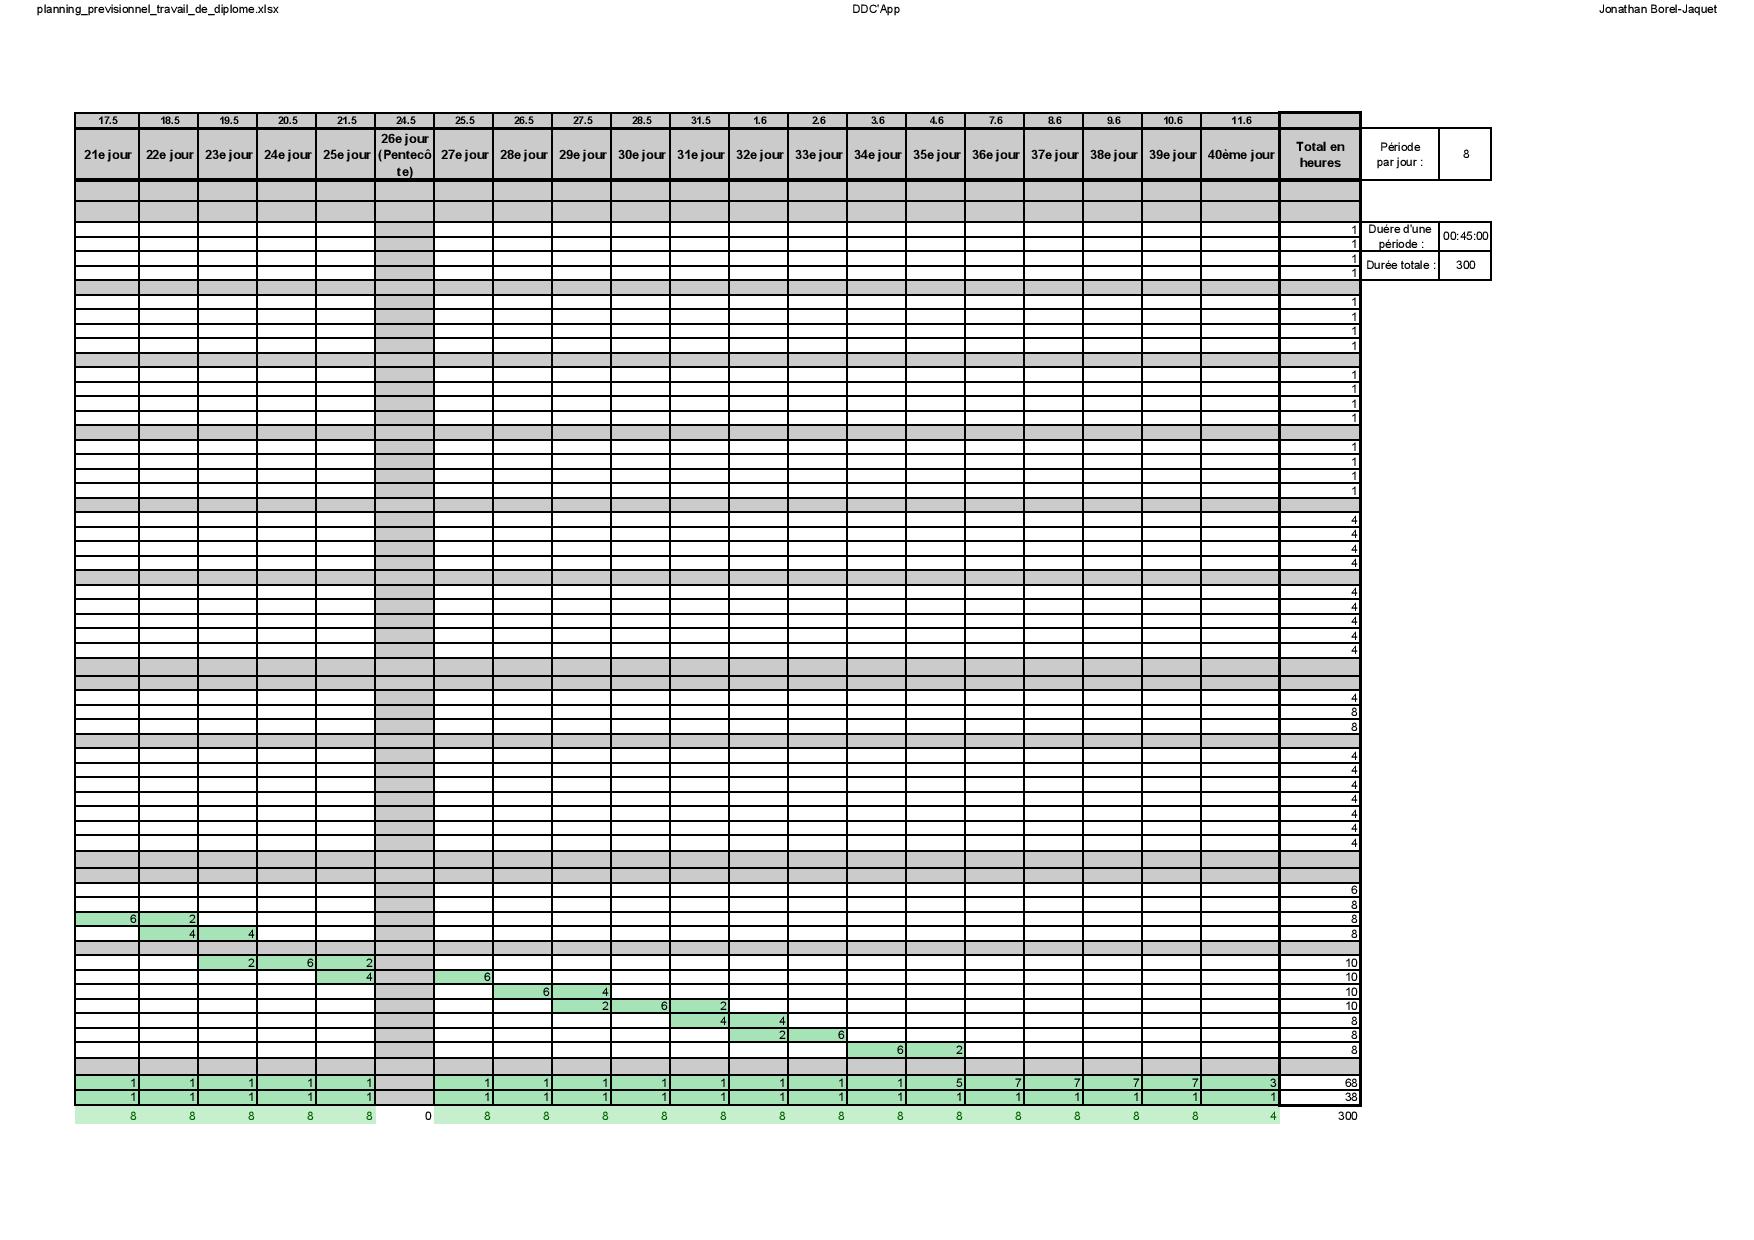 planning_previsionnel_travail_de_diplome.xlsx DDC'App Jonathan Borel-Jaquet
17.5 18.5 19.5 20.5 21.5 24.5 25.5 26.5 27.5 28.5 31.5 1.6 2.6 3.6 4.6 7.6 8.6 9.6 10.6 11.6
21e jour 22e jour 23e jour 24e jour 25e jour 26e jour (Pentecôte) 27e jour 28e jour 29e jour 30e jour 31e jour 32e jour 33e jour 34e jour 35e jour 36e jour 37e jour 38e jour 39e jour 40ème jour Total en heures Période par jour : 8
1 Duére d'une période : 00:45:00
1
1 Durée totale : 300
1
1
1
1
1
1
1
1
1
1
1
1
1
4
4
4
4
4
4
4
4
4
4
8
8
4
4
4
4
4
4
4
6
8
6 2 8
4 4 8
2 6 2 10
4 6 10
6 4 10
2 6 2 10
4 4 8
2 6 8
6 2 8
1 1 1 1 1 1 1 1 1 1 1 1 1 5 7 7 7 7 3 68
1 1 1 1 1 1 1 1 1 1 1 1 1 1 1 1 1 1 1 38
8 8 8 8 8 0 8 8 8 8 8 8 8 8 8 8 8 8 8 4 300